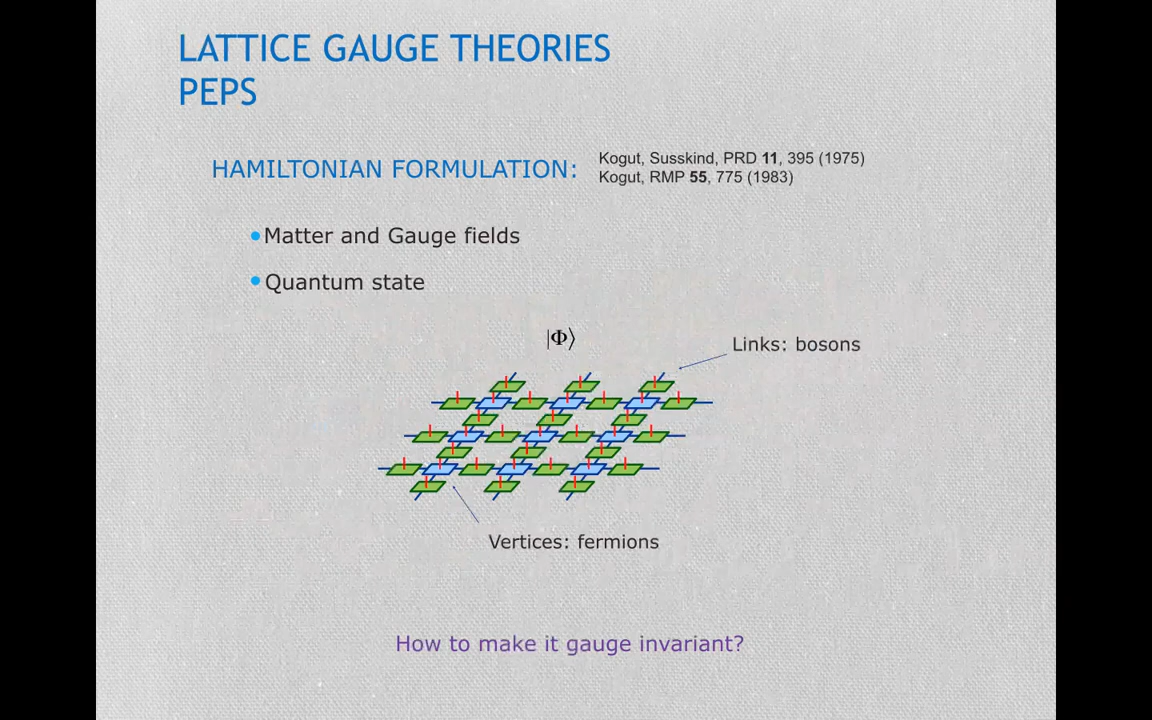 LATTICE GAUGE THEORIES
PEPS
HAMILTONIAN FORMULATION:
Kogut, Susskind, PRD 11, 395 (1975)
Kogut, RMP 55, 775 (1983)
•Matter and Gauge fields
•Quantum state
|Φ⟩
Links: bosons
Vertices: fermions
How to make it gauge invariant?